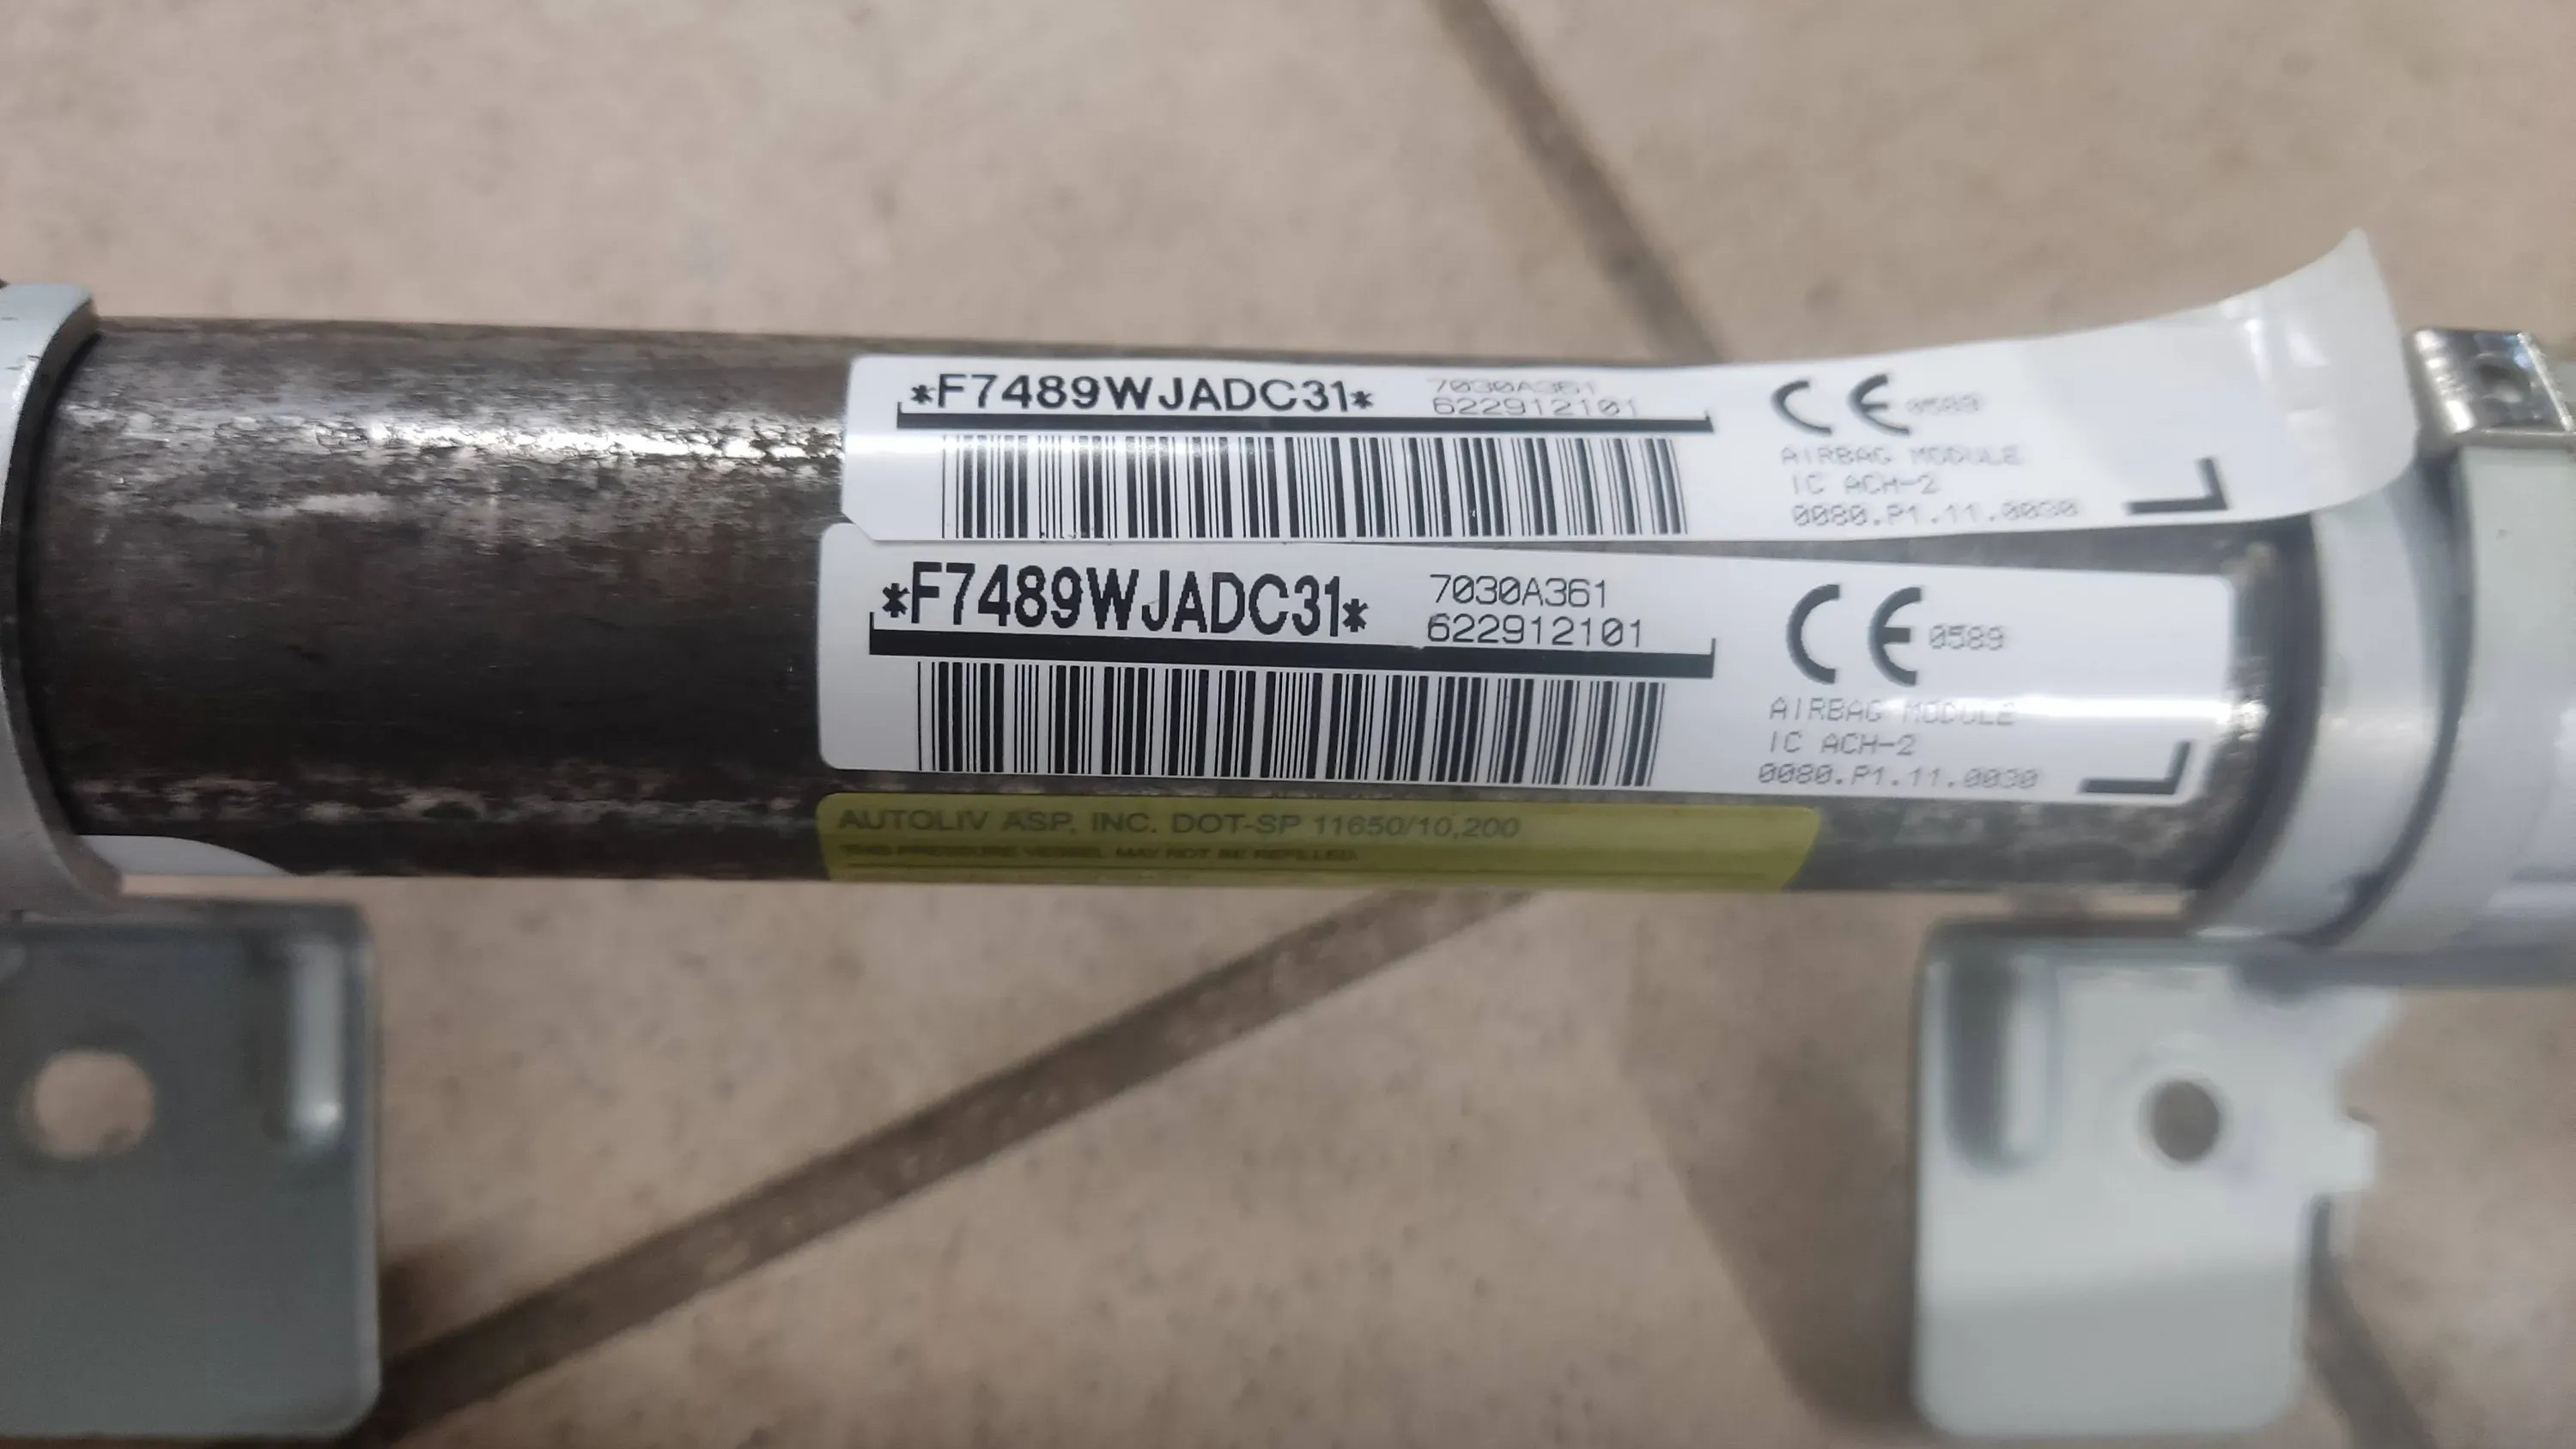 *F7489WJADC31*
7030A361
622912101
CE 0589
AIRBAG MODULE
IC ACH-2
0080.P1.11.0030
*F7489WJADC31*
7030A361
622912101
CE 0589
AIRBAG MODULE
IC ACH-2
0080.P1.11.0030
AUTOLIV ASP, INC. DOT-SP 11650/10,200
THIS PRESSURE VESSEL MAY NOT BE REFILLED.